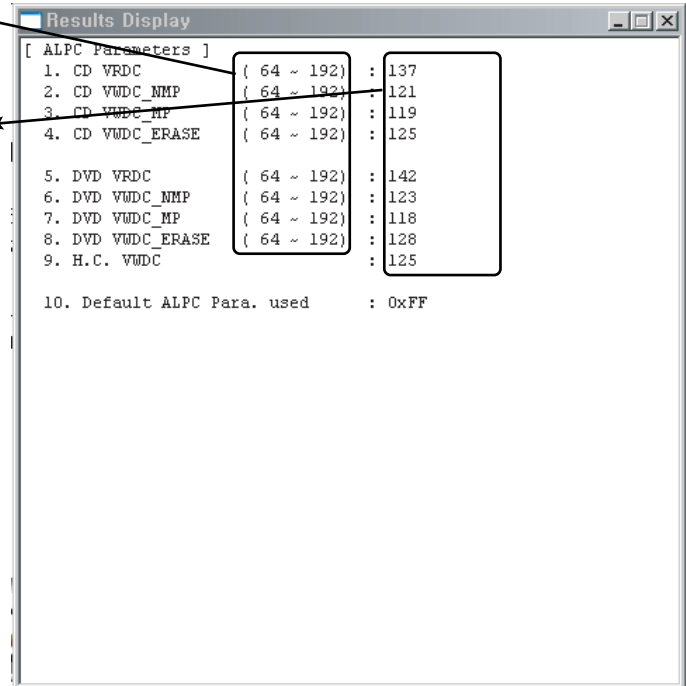 Results Display
[ ALPC Parameters ]
1. CD VRDC ( 64 ~ 192) : 137
2. CD VWDC_NMP ( 64 ~ 192) : 121
3. CD VWDC_MP ( 64 ~ 192) : 119
4. CD VWDC_ERASE ( 64 ~ 192) : 125
5. DVD VRDC ( 64 ~ 192) : 142
6. DVD VWDC_NMP ( 64 ~ 192) : 123
7. DVD VWDC_MP ( 64 ~ 192) : 118
8. DVD VWDC_ERASE ( 64 ~ 192) : 128
9. H.C. VWDC : 125
10. Default ALPC Para. used : 0xFF